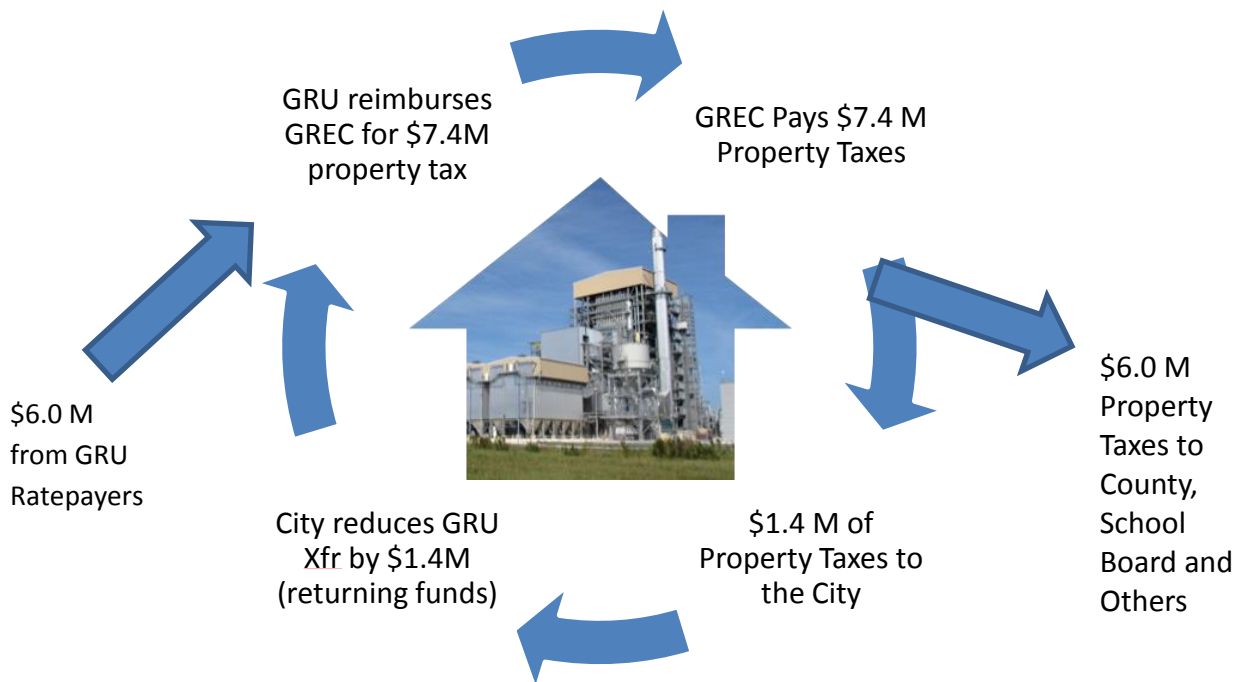 GRU reimburses
GREC for $7.4M
property tax
GREC Pays $7.4 M
Property Taxes
$6.0 M
Property
Taxes to
County,
School
Board and
Others
$1.4 M of
Property Taxes to
the City
City reduces GRU
Xfr by $1.4M
(returning funds)
$6.0 M
from GRU
Ratepayers